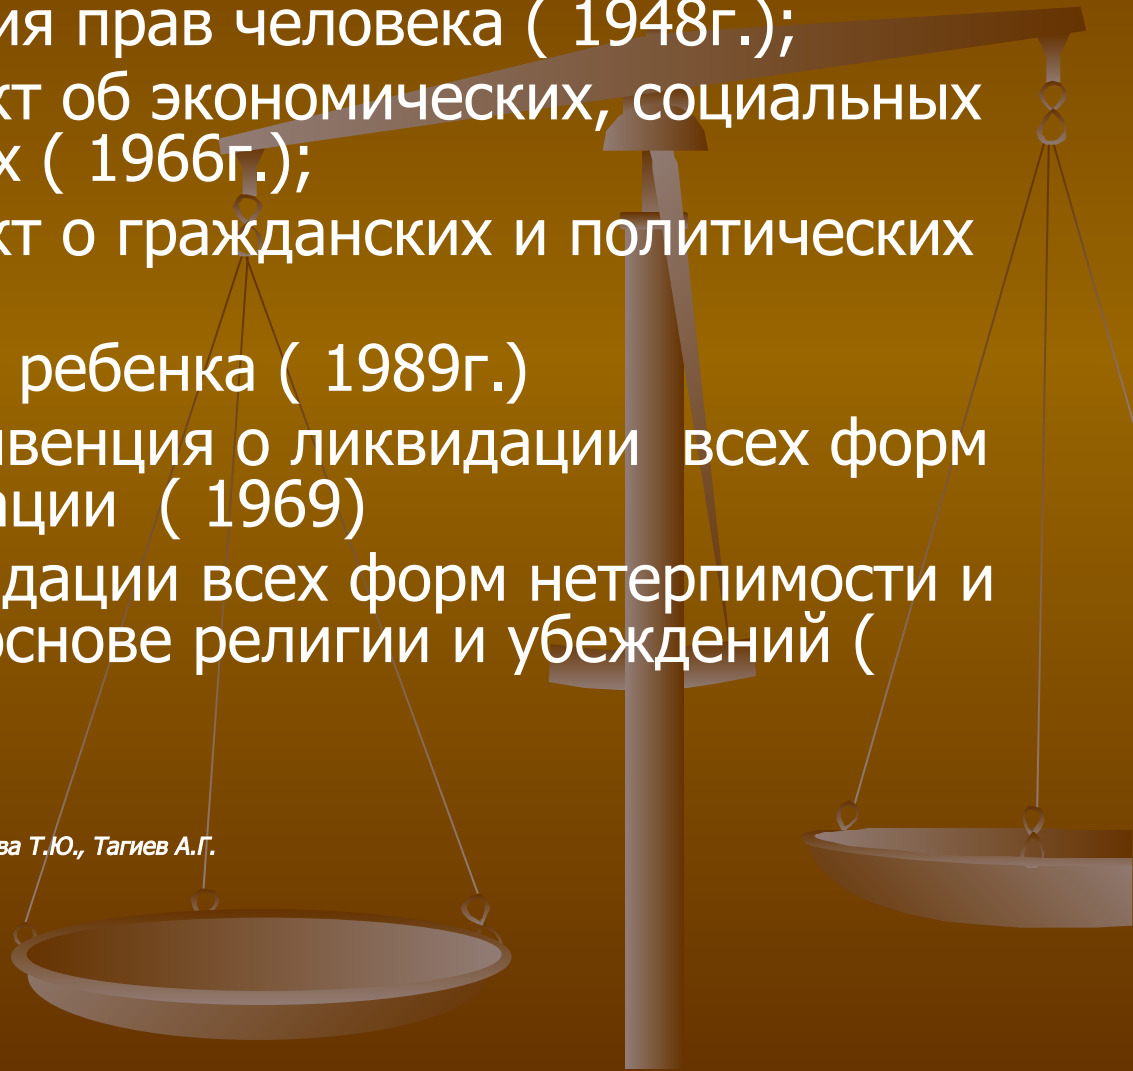 ия прав человека ( 1948г.);
кт об экономических, социальных
х ( 1966г.);
кт о гражданских и политических
ребенка ( 1989г.)
нвенция о ликвидации всех форм
ации ( 1969)
дации всех форм нетерпимости и
основе религии и убеждений (
ва Т.Ю., Тагиев А.Г.